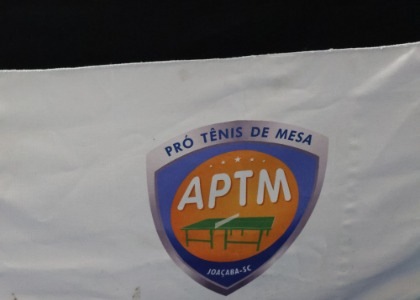 PRÓ TÊNIS DE MESA
APTM
JOAÇABA-SC